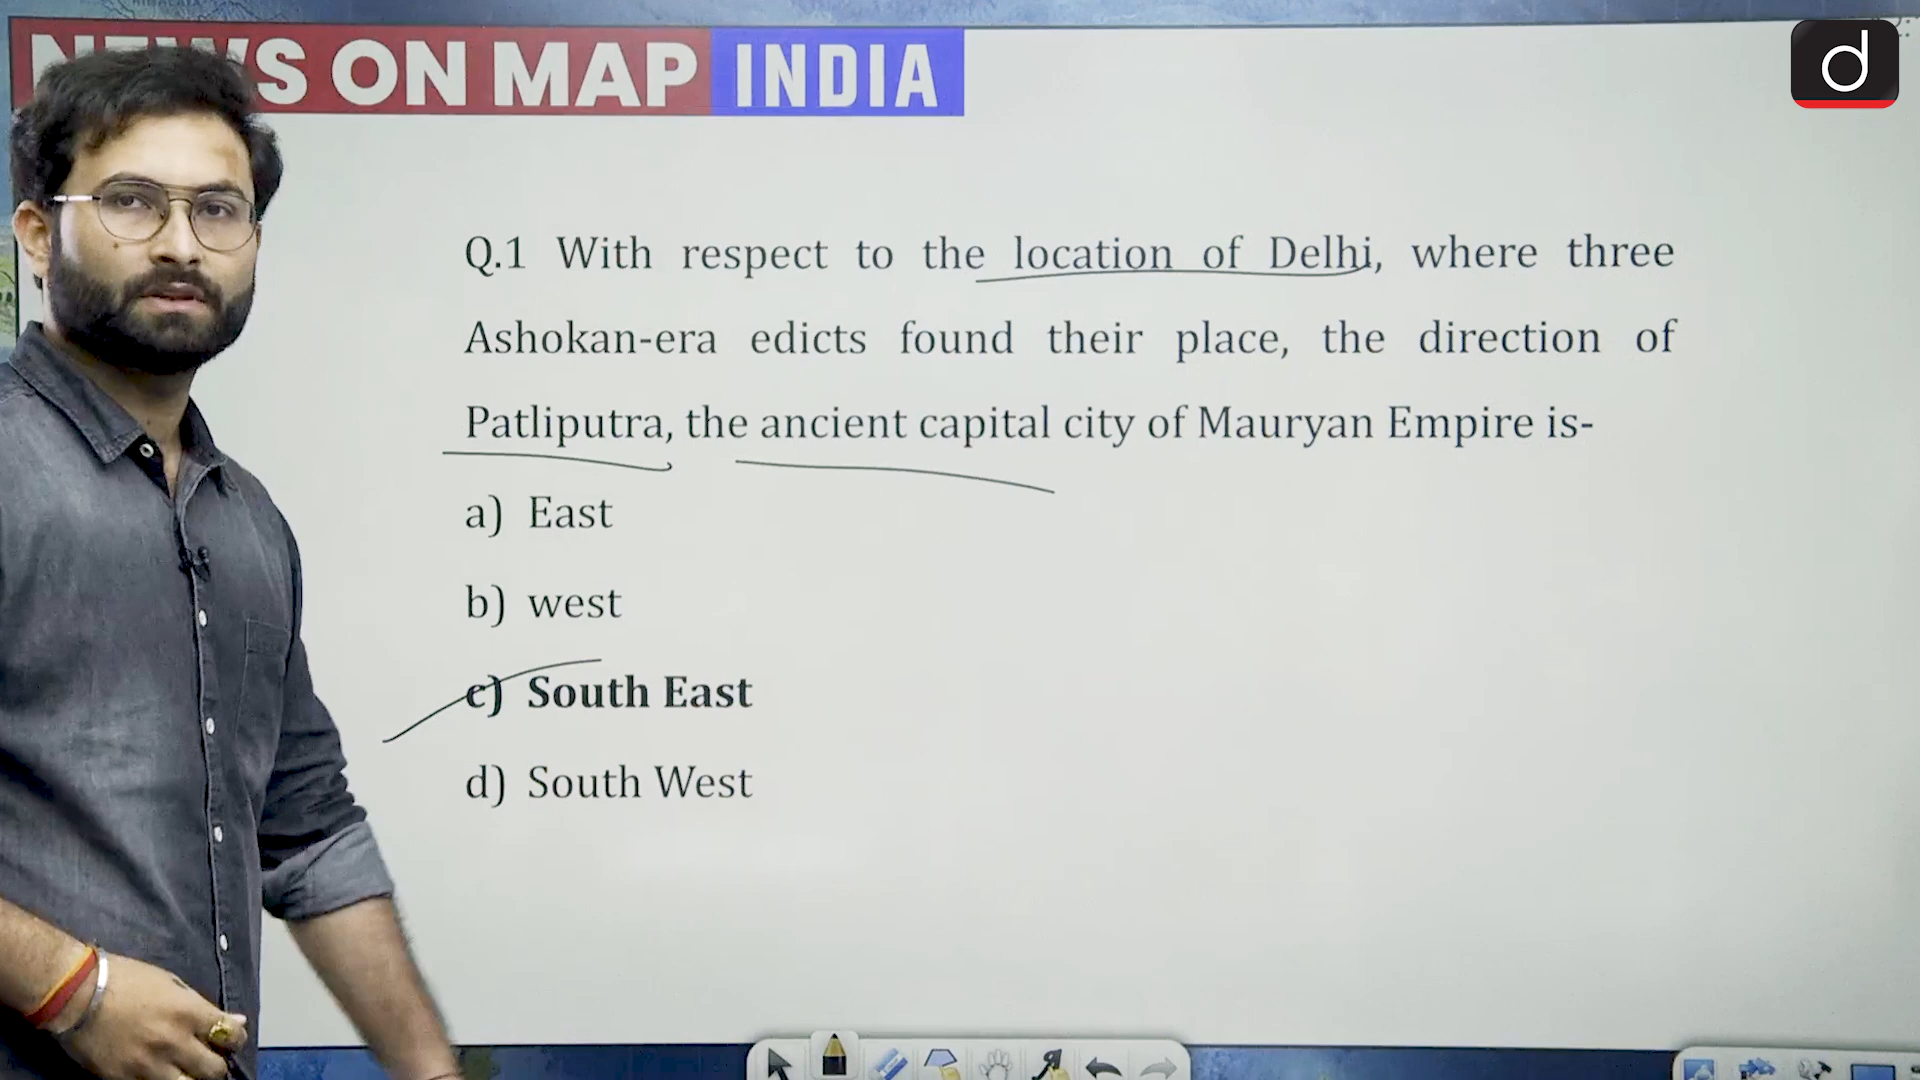 NEWS ON MAP INDIA
Q.1 With respect to the location of Delhi, where three
Ashokan-era edicts found their place, the direction of
Patliputra, the ancient capital city of Mauryan Empire is-
a) East
b) west
c) South East
d) South West